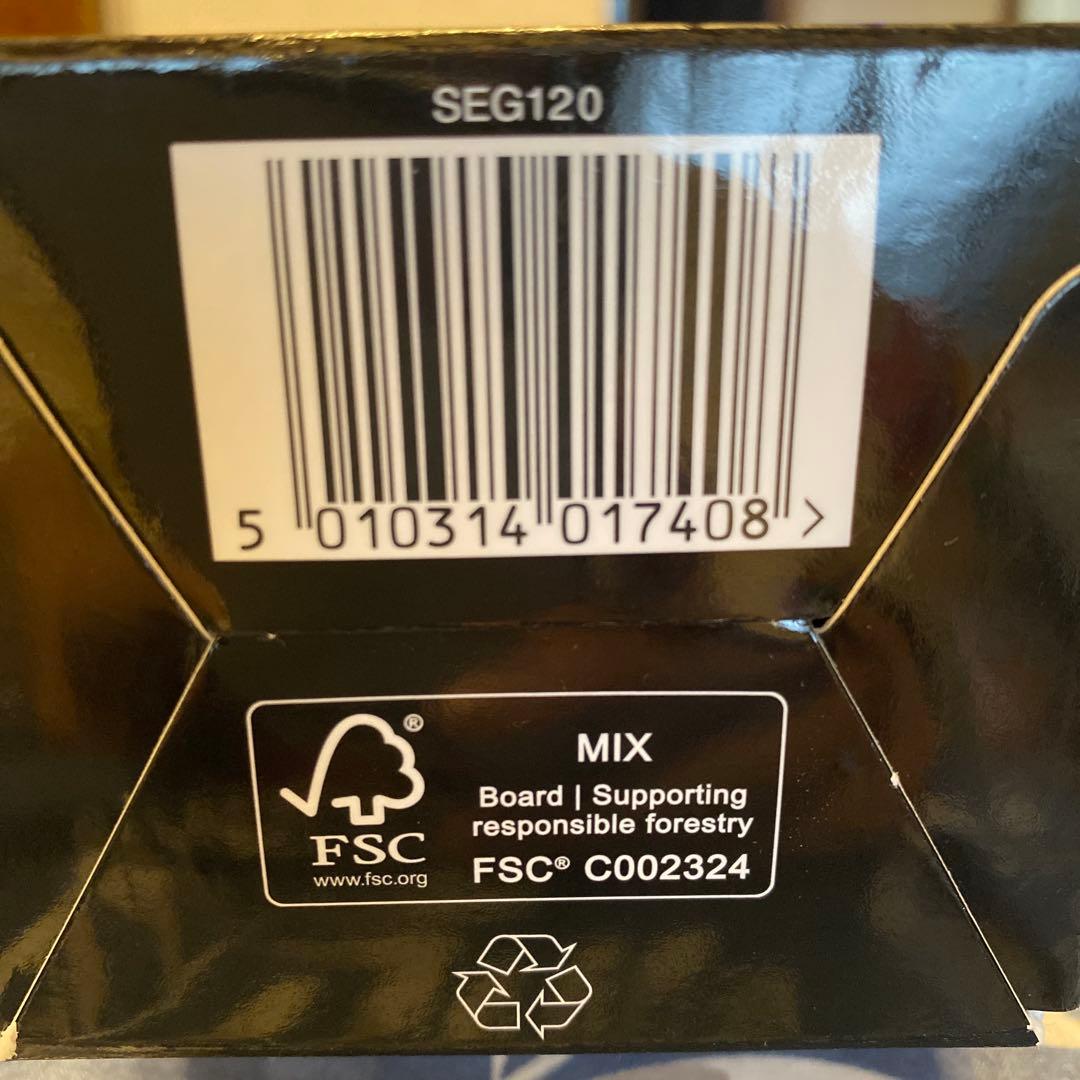 SEG120
5 010314 017408 >
®
FSC
www.fsc.org
MIX
Board | Supporting
responsible forestry
FSC® C002324